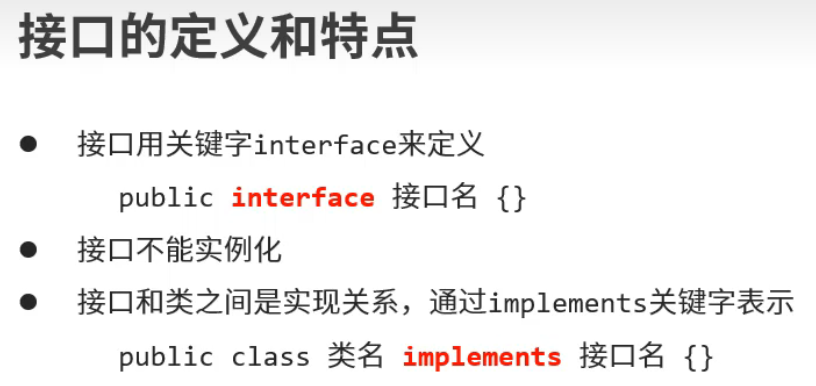 接口的定义和特点
● 接口用关键字interface来定义
public interface 接口名 {}
● 接口不能实例化
● 接口和类之间是实现关系，通过implements关键字表示
public class 类名 implements 接口名 {}